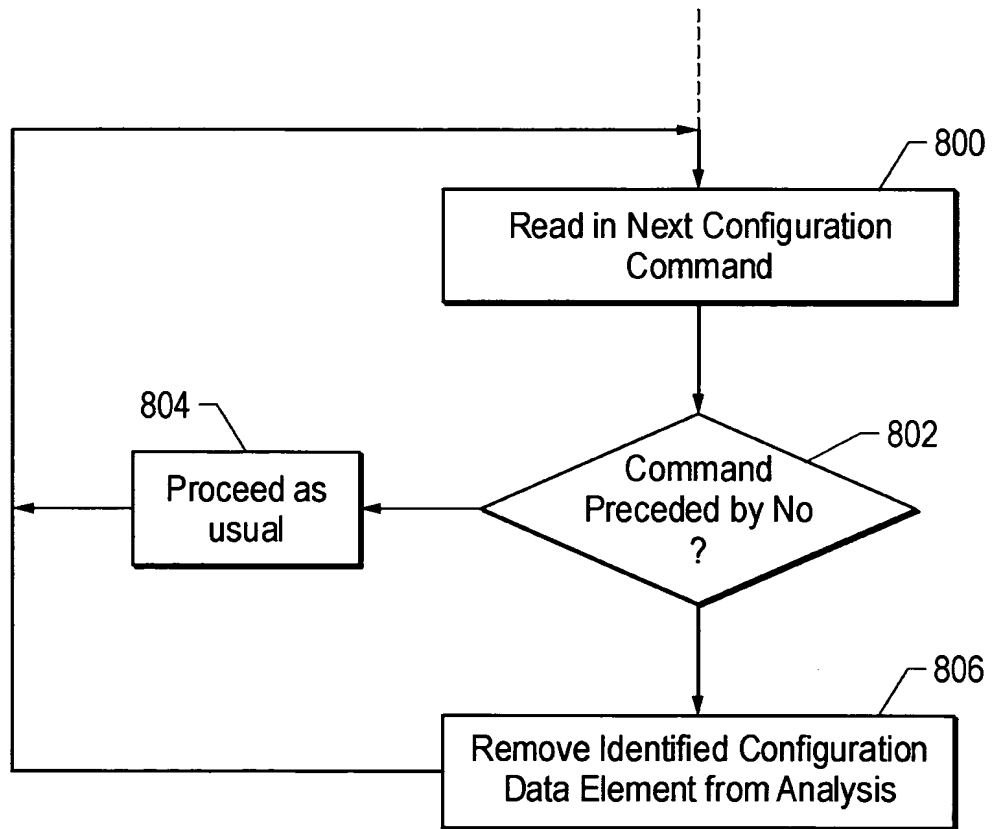 800
Read in Next Configuration
Command
804
802
Command
Preceded by No
?
Proceed as
usual
806
Remove Identified Configuration
Data Element from Analysis